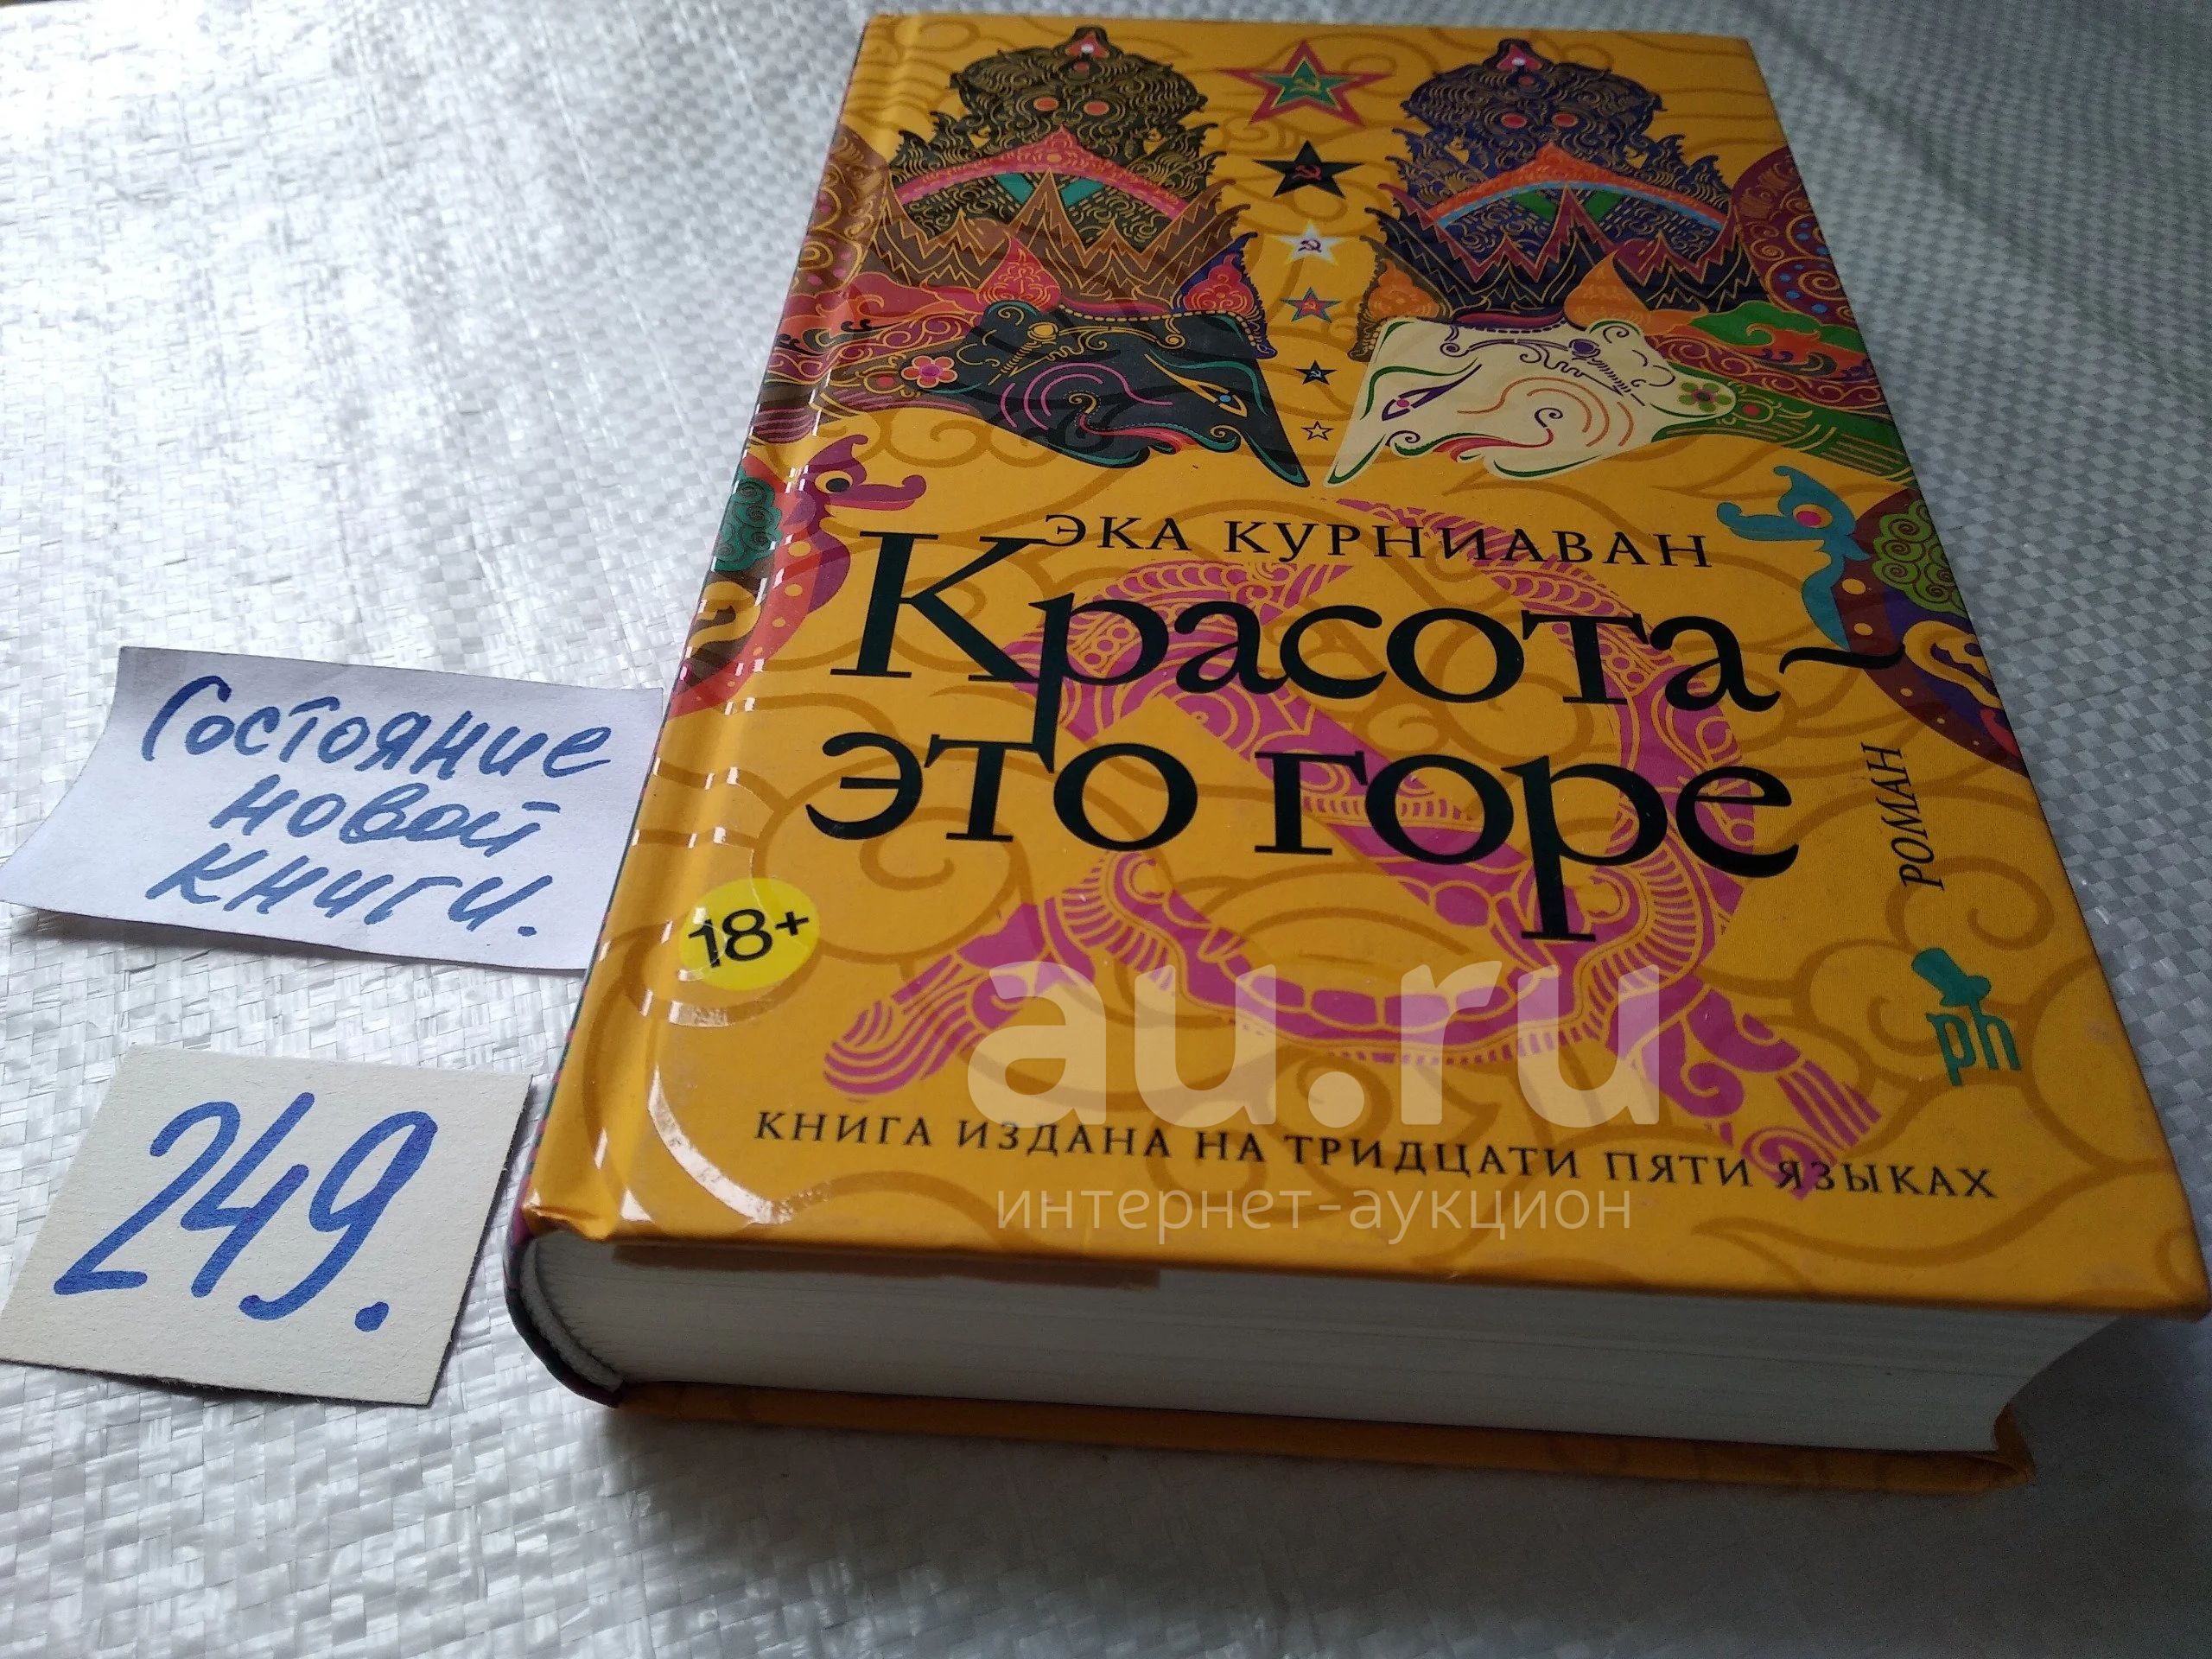 ЭКА КУРНИАВАН
Красота ~
это горе
РОМАН
18+
ph
КНИГА ИЗДАНА НА ТРИДЦАТИ ПЯТИ ЯЗЫКАХ
Состояние
новой
книги.
249.
au.ru
интернет-аукцион